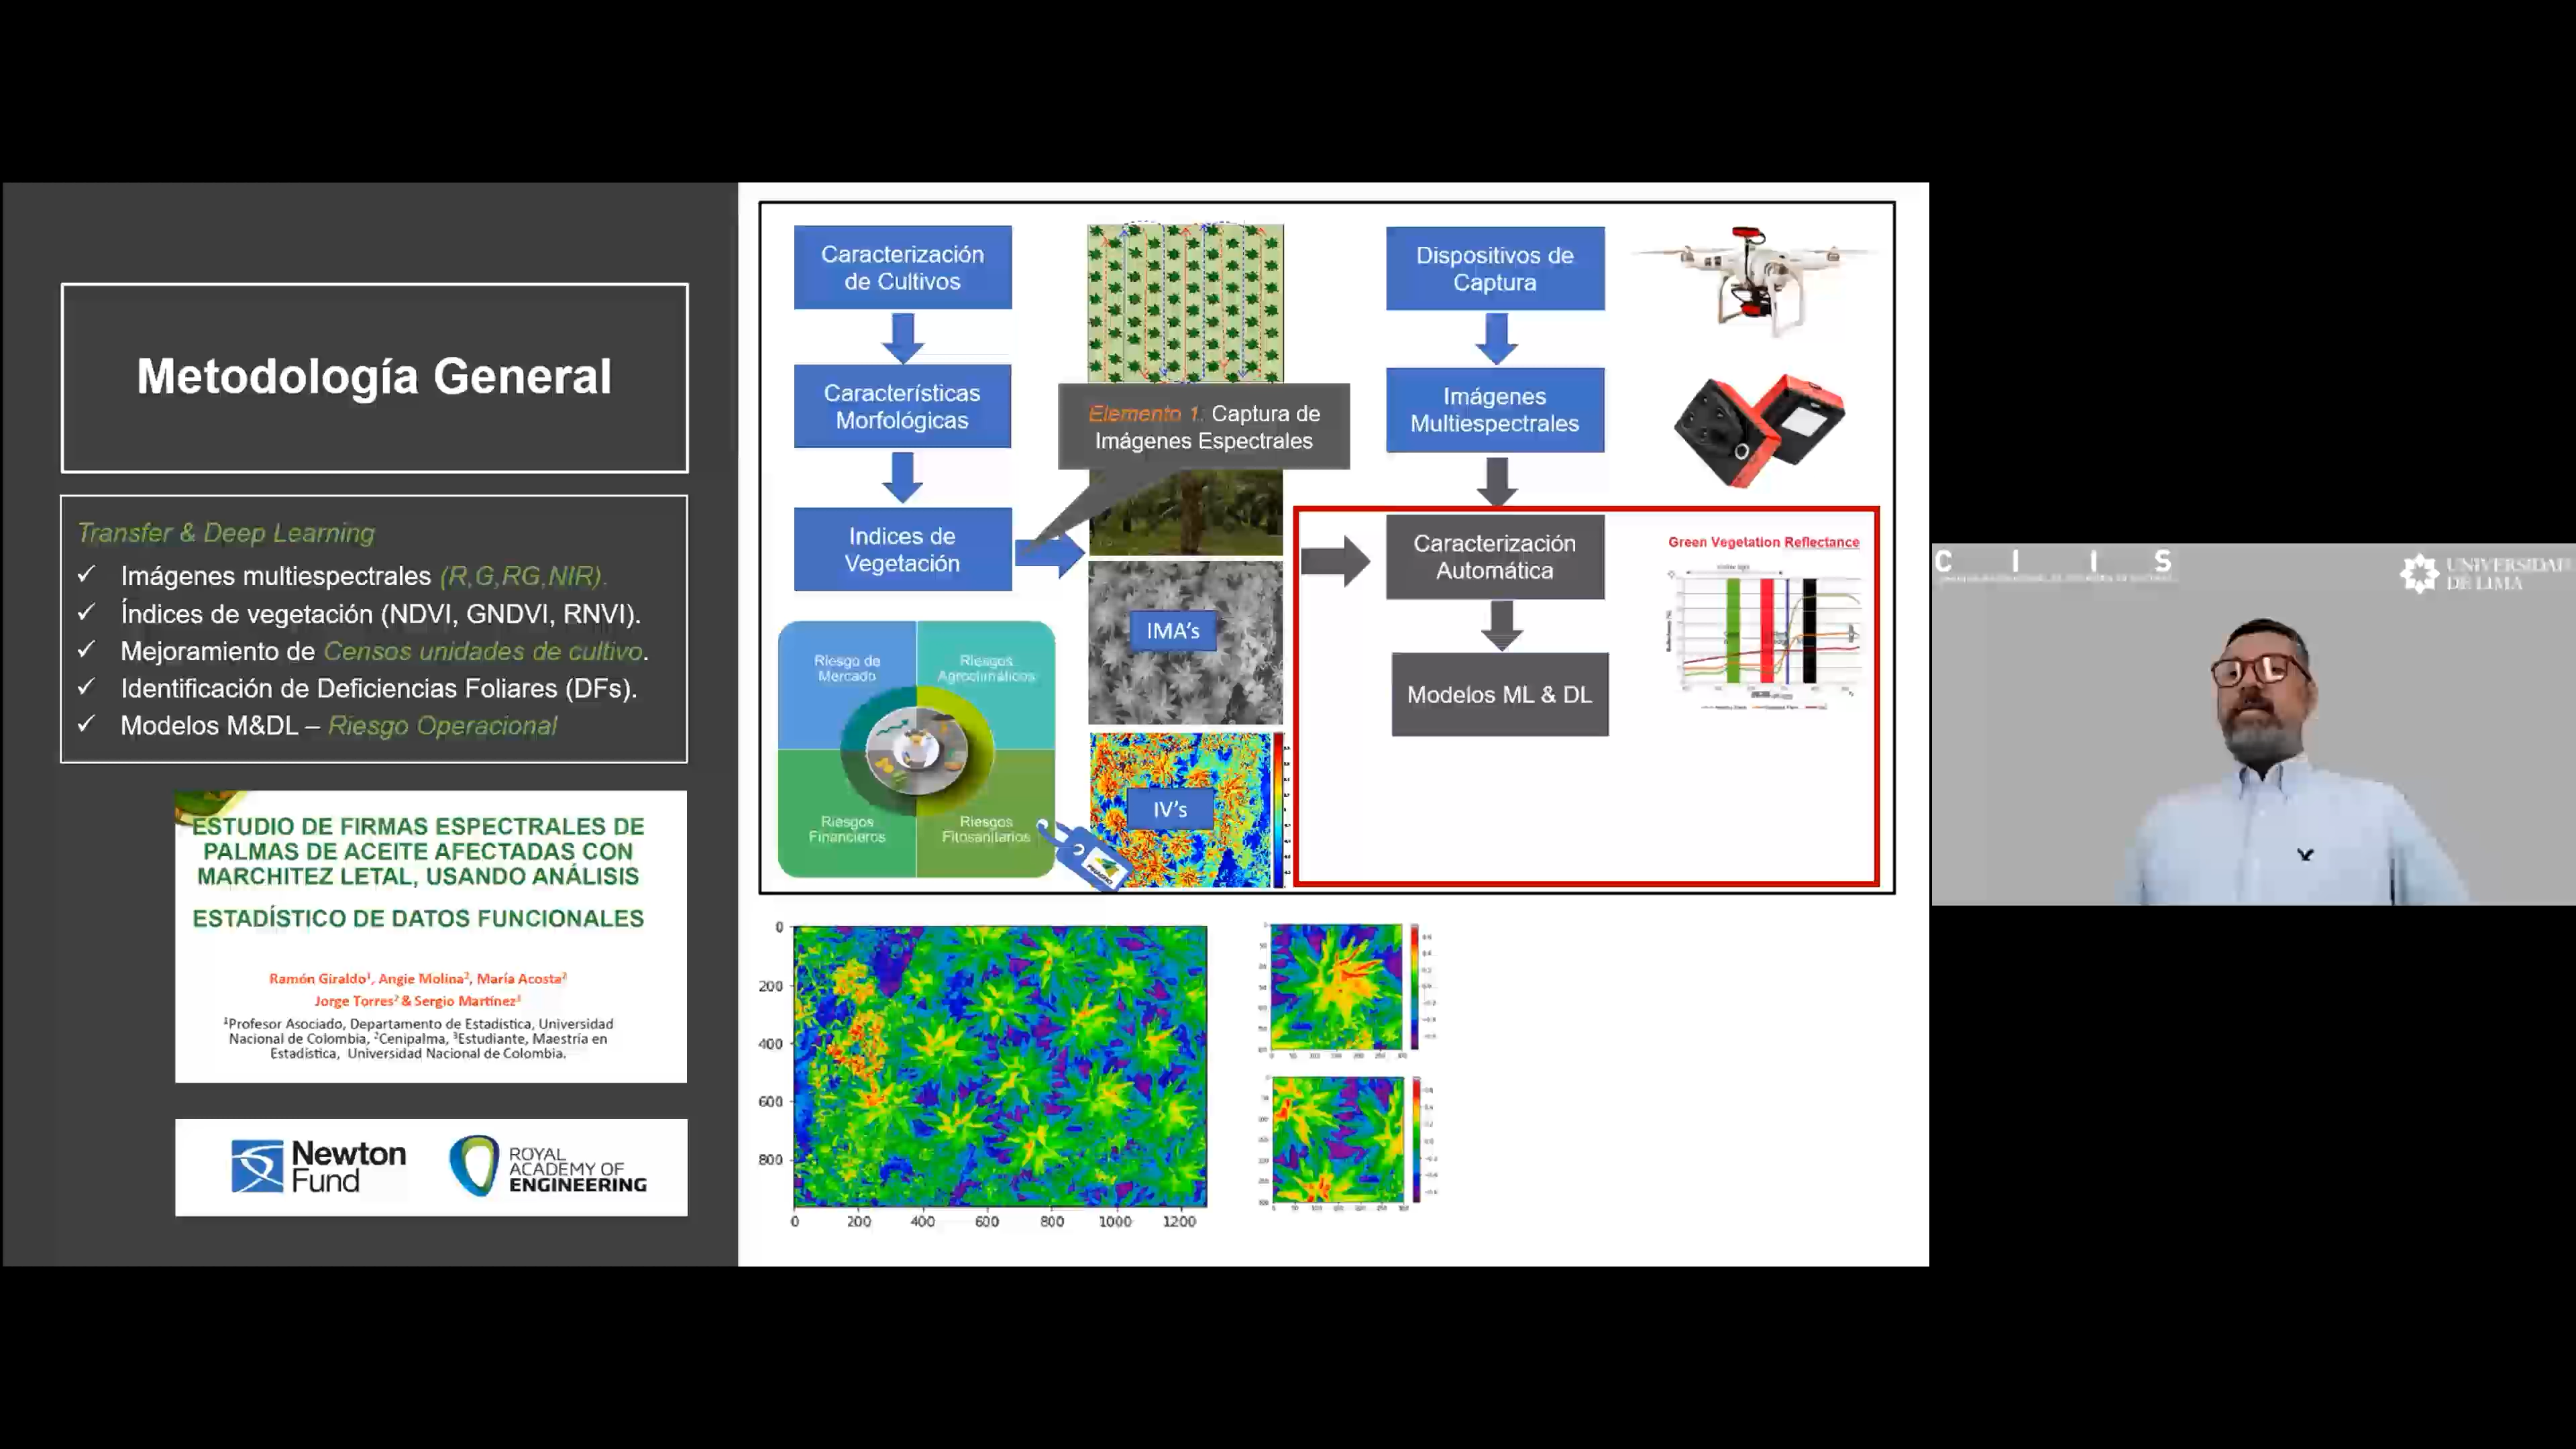 Metodología General
Transfer & Deep Learning
✓ Imágenes multiespectrales (R,G,RG,NIR).
✓ Índices de vegetación (NDVI, GNDVI, RNVI).
✓ Mejoramiento de Censos unidades de cultivo.
✓ Identificación de Deficiencias Foliares (DFs).
✓ Modelos M&DL – Riesgo Operacional
ESTUDIO DE FIRMAS ESPECTRALES DE
PALMAS DE ACEITE AFECTADAS CON
MARCHITEZ LETAL, USANDO ANÁLISIS
ESTADÍSTICO DE DATOS FUNCIONALES
Ramón Giraldo¹, Angie Molina², María Acosta²
Jorge Torres² & Sergio Martínez³
¹Profesor Asociado, Departamento de Estadística, Universidad
Nacional de Colombia, ²Cenipalma, ³Estudiante, Maestría en
Estadística, Universidad Nacional de Colombia.
Newton
Fund
ROYAL
ACADEMY OF
ENGINEERING
Caracterización
de Cultivos
Características
Morfológicas
Indices de
Vegetación
Elemento 1. Captura de
Imágenes Espectrales
IMA's
IV's
Riesgo de
Mercado
Riesgos
Agroclimáticos
Riesgos
Financieros
Riesgos
Fitosanitarios
Dispositivos de
Captura
Imágenes
Multiespectrales
Caracterización
Automática
Modelos ML & DL
Green Vegetation Reflectance
0
200
400
600
800
0 200 400 600 800 1000 1200
C I I S
UNIVERSIDAD
DE LIMA